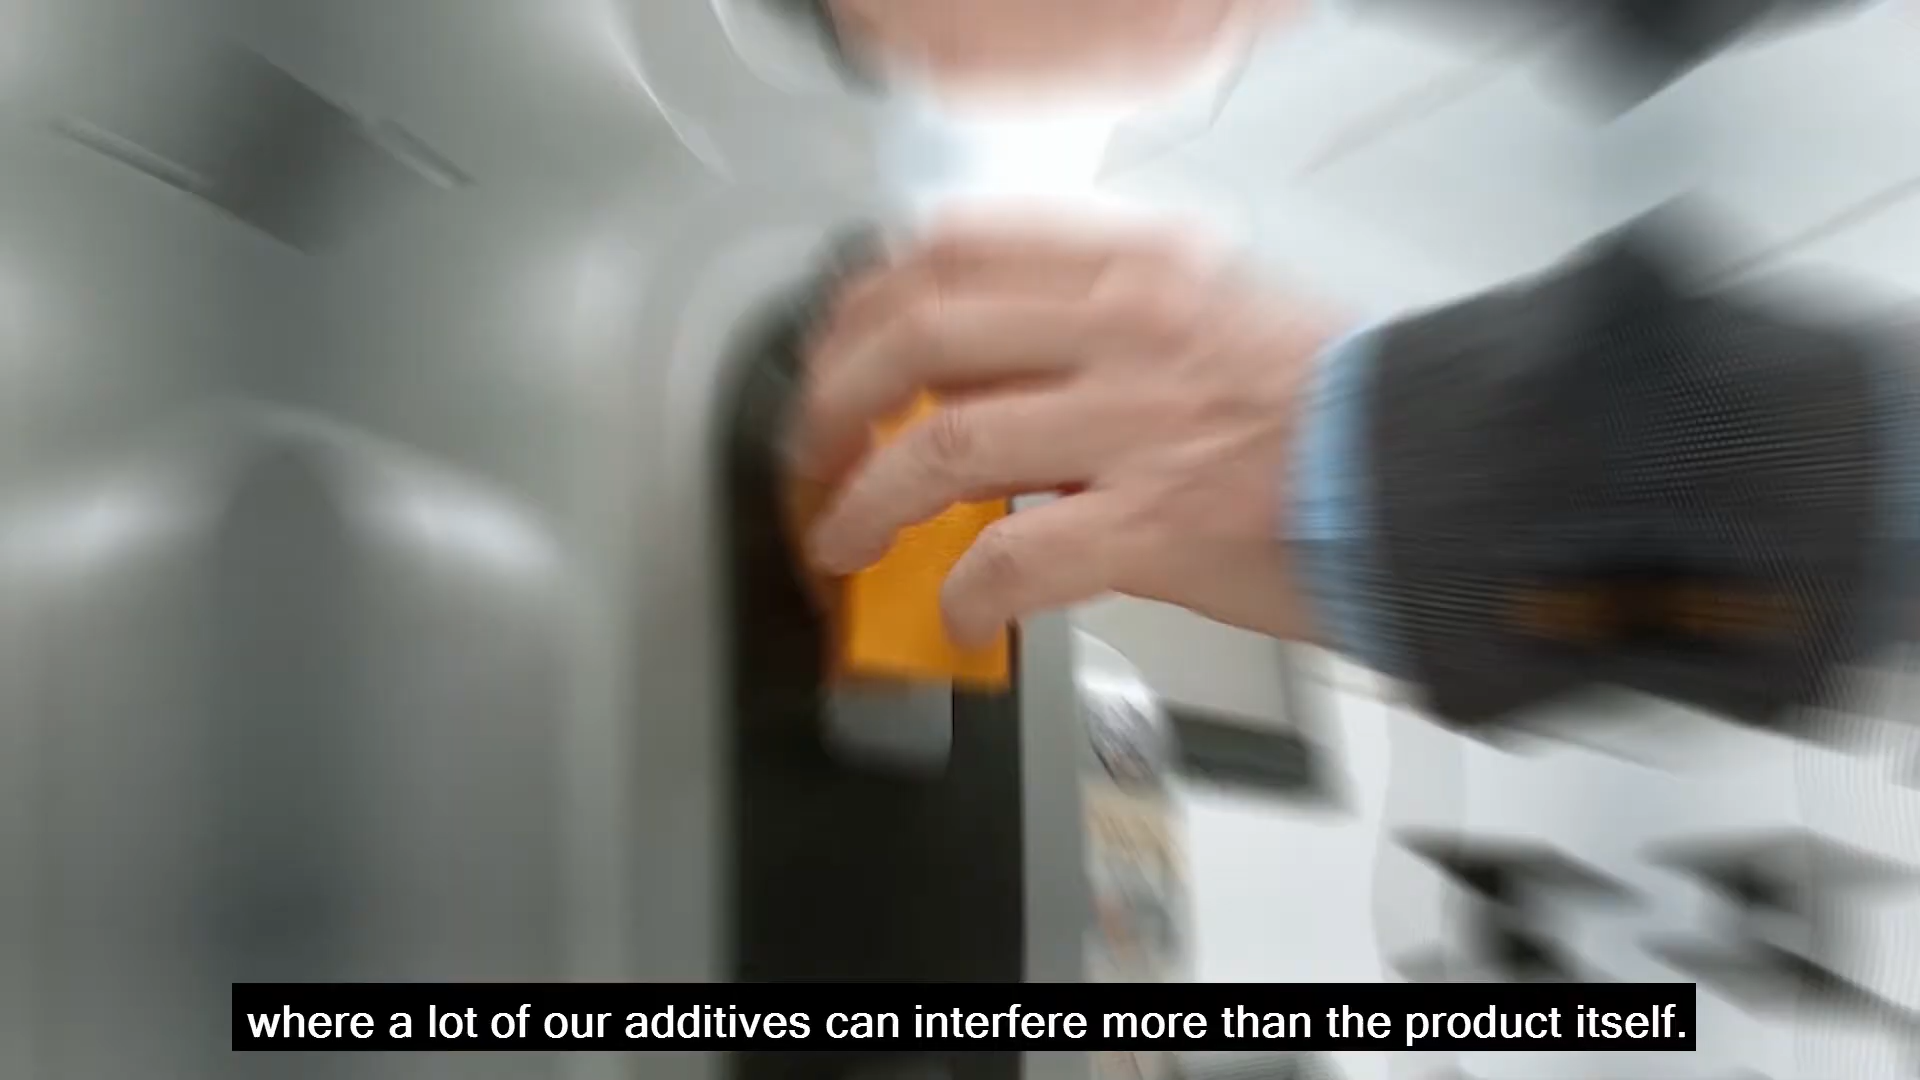 where a lot of our additives can interfere more than the product itself.